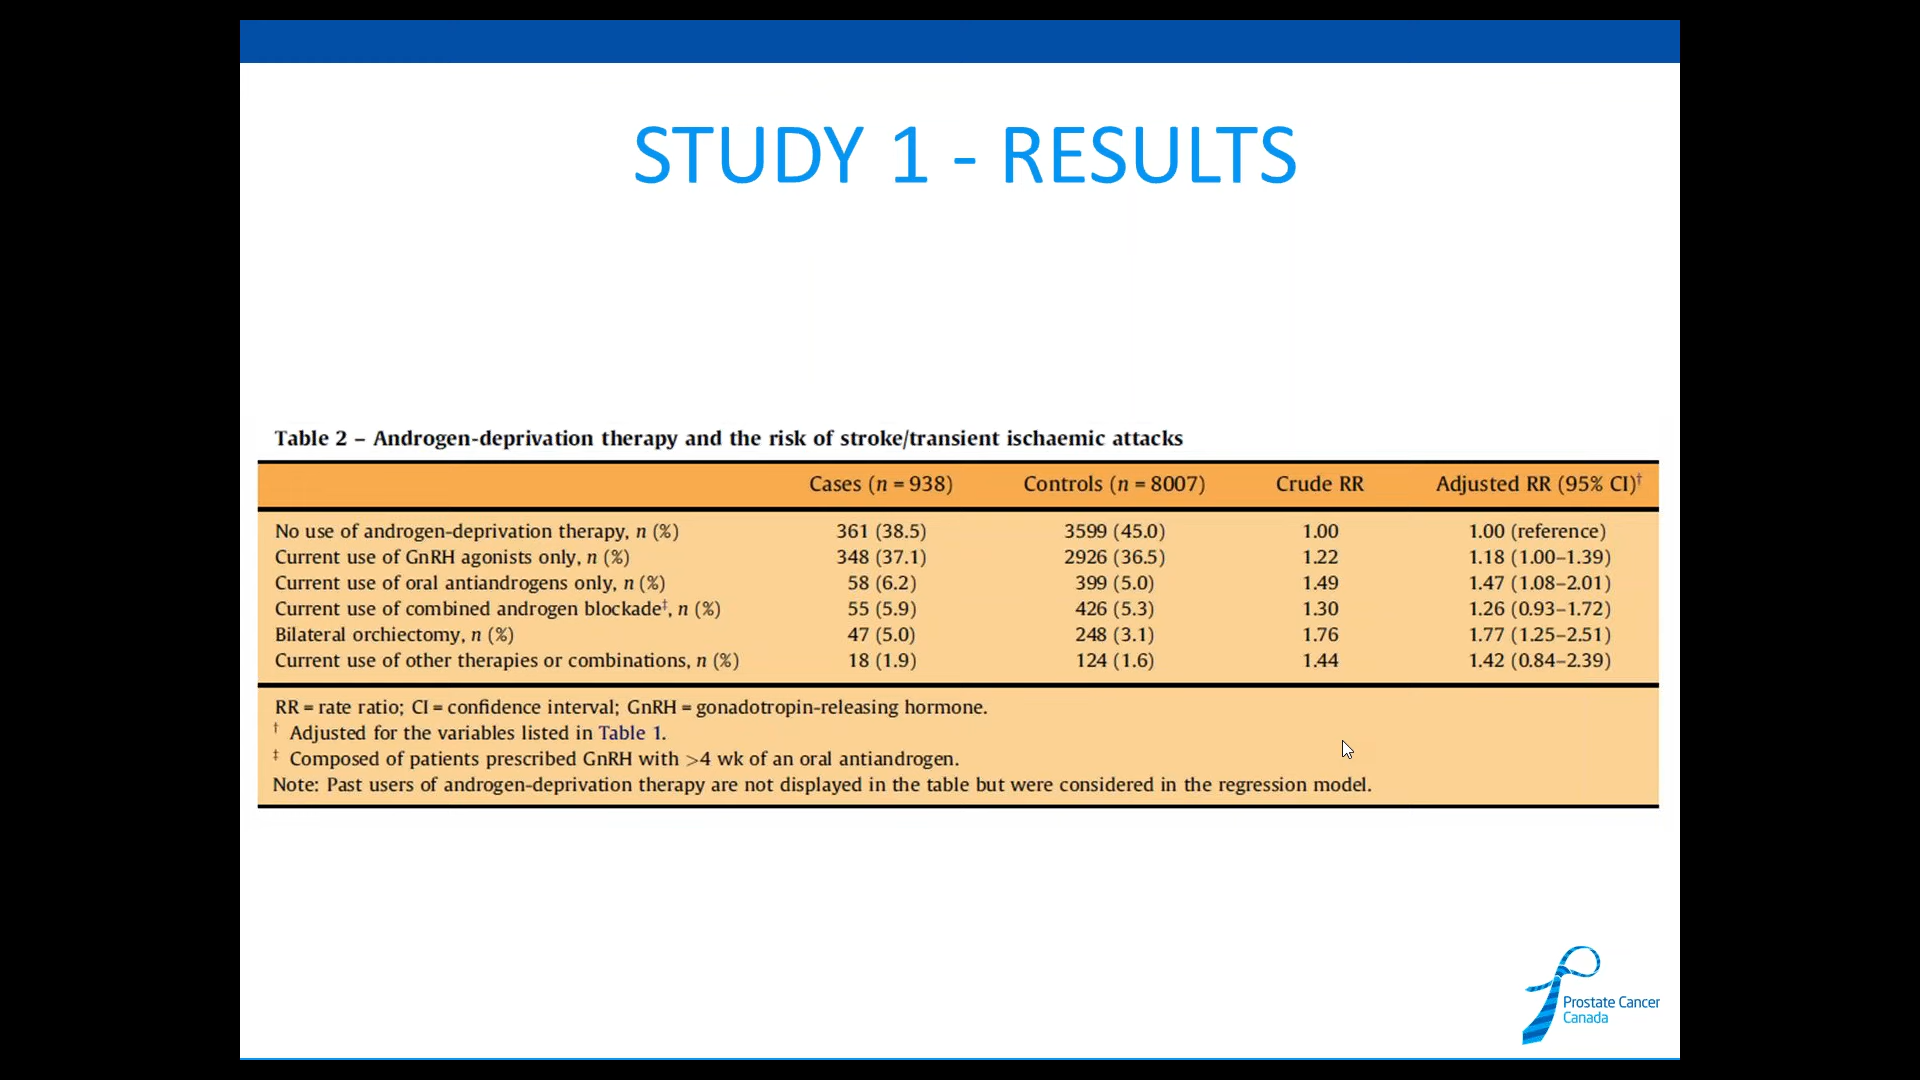 STUDY 1 - RESULTS
Table 2 – Androgen-deprivation therapy and the risk of stroke/transient ischaemic attacks
Cases (n = 938) Controls (n = 8007) Crude RR Adjusted RR (95% CI)†
No use of androgen-deprivation therapy, n (%) 361 (38.5) 3599 (45.0) 1.00 1.00 (reference)
Current use of GnRH agonists only, n (%) 348 (37.1) 2926 (36.5) 1.22 1.18 (1.00–1.39)
Current use of oral antiandrogens only, n (%) 58 (6.2) 399 (5.0) 1.49 1.47 (1.08–2.01)
Current use of combined androgen blockade‡, n (%) 55 (5.9) 426 (5.3) 1.30 1.26 (0.93–1.72)
Bilateral orchiectomy, n (%) 47 (5.0) 248 (3.1) 1.76 1.77 (1.25–2.51)
Current use of other therapies or combinations, n (%) 18 (1.9) 124 (1.6) 1.44 1.42 (0.84–2.39)
RR = rate ratio; CI = confidence interval; GnRH = gonadotropin-releasing hormone.
† Adjusted for the variables listed in Table 1.
‡ Composed of patients prescribed GnRH with >4 wk of an oral antiandrogen.
Note: Past users of androgen-deprivation therapy are not displayed in the table but were considered in the regression model.
Prostate Cancer
Canada